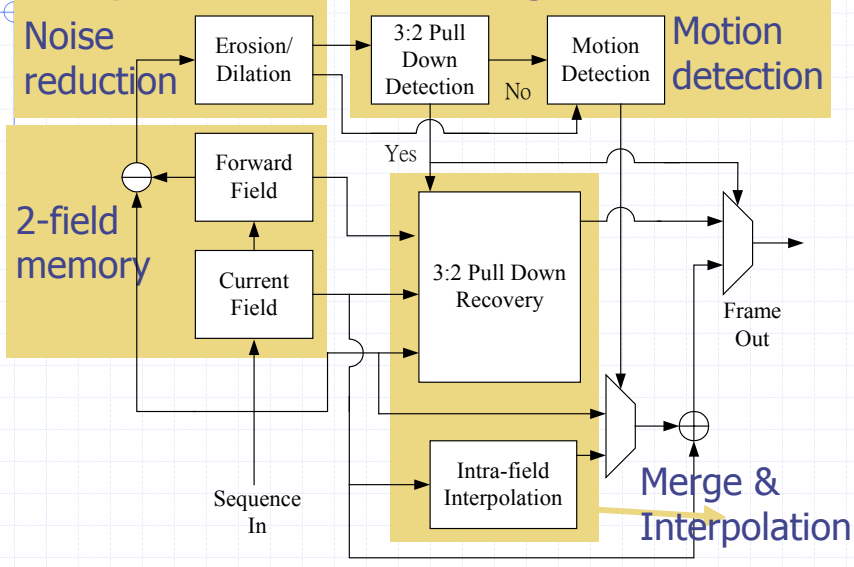 Noise
reduction
Erosion/
Dilation
3:2 Pull
Down
Detection
No
Motion
Detection
Motion
detection
Yes
2-field
memory
Forward
Field
Current
Field
3:2 Pull Down
Recovery
Frame
Out
Intra-field
Interpolation
Sequence
In
Merge &
Interpolation